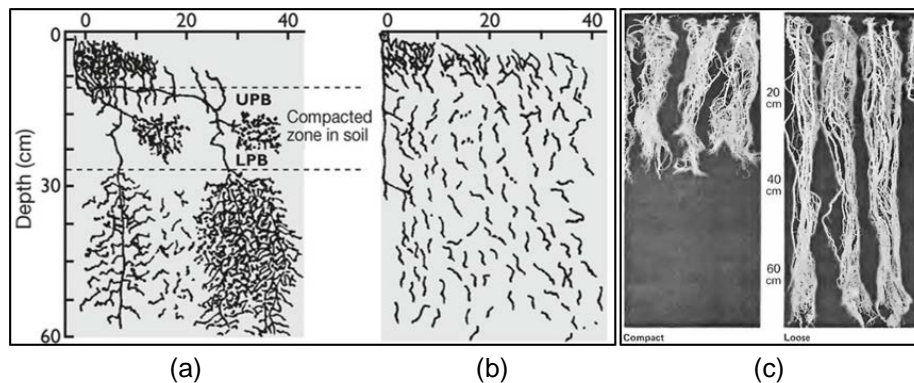 0 20 40
0 20 40
0
30
60
Depth (cm)
UPB
Compacted
zone in soil
LPB
20
cm
40
cm
60
cm
Compact
Loose
(a)
(b)
(c)